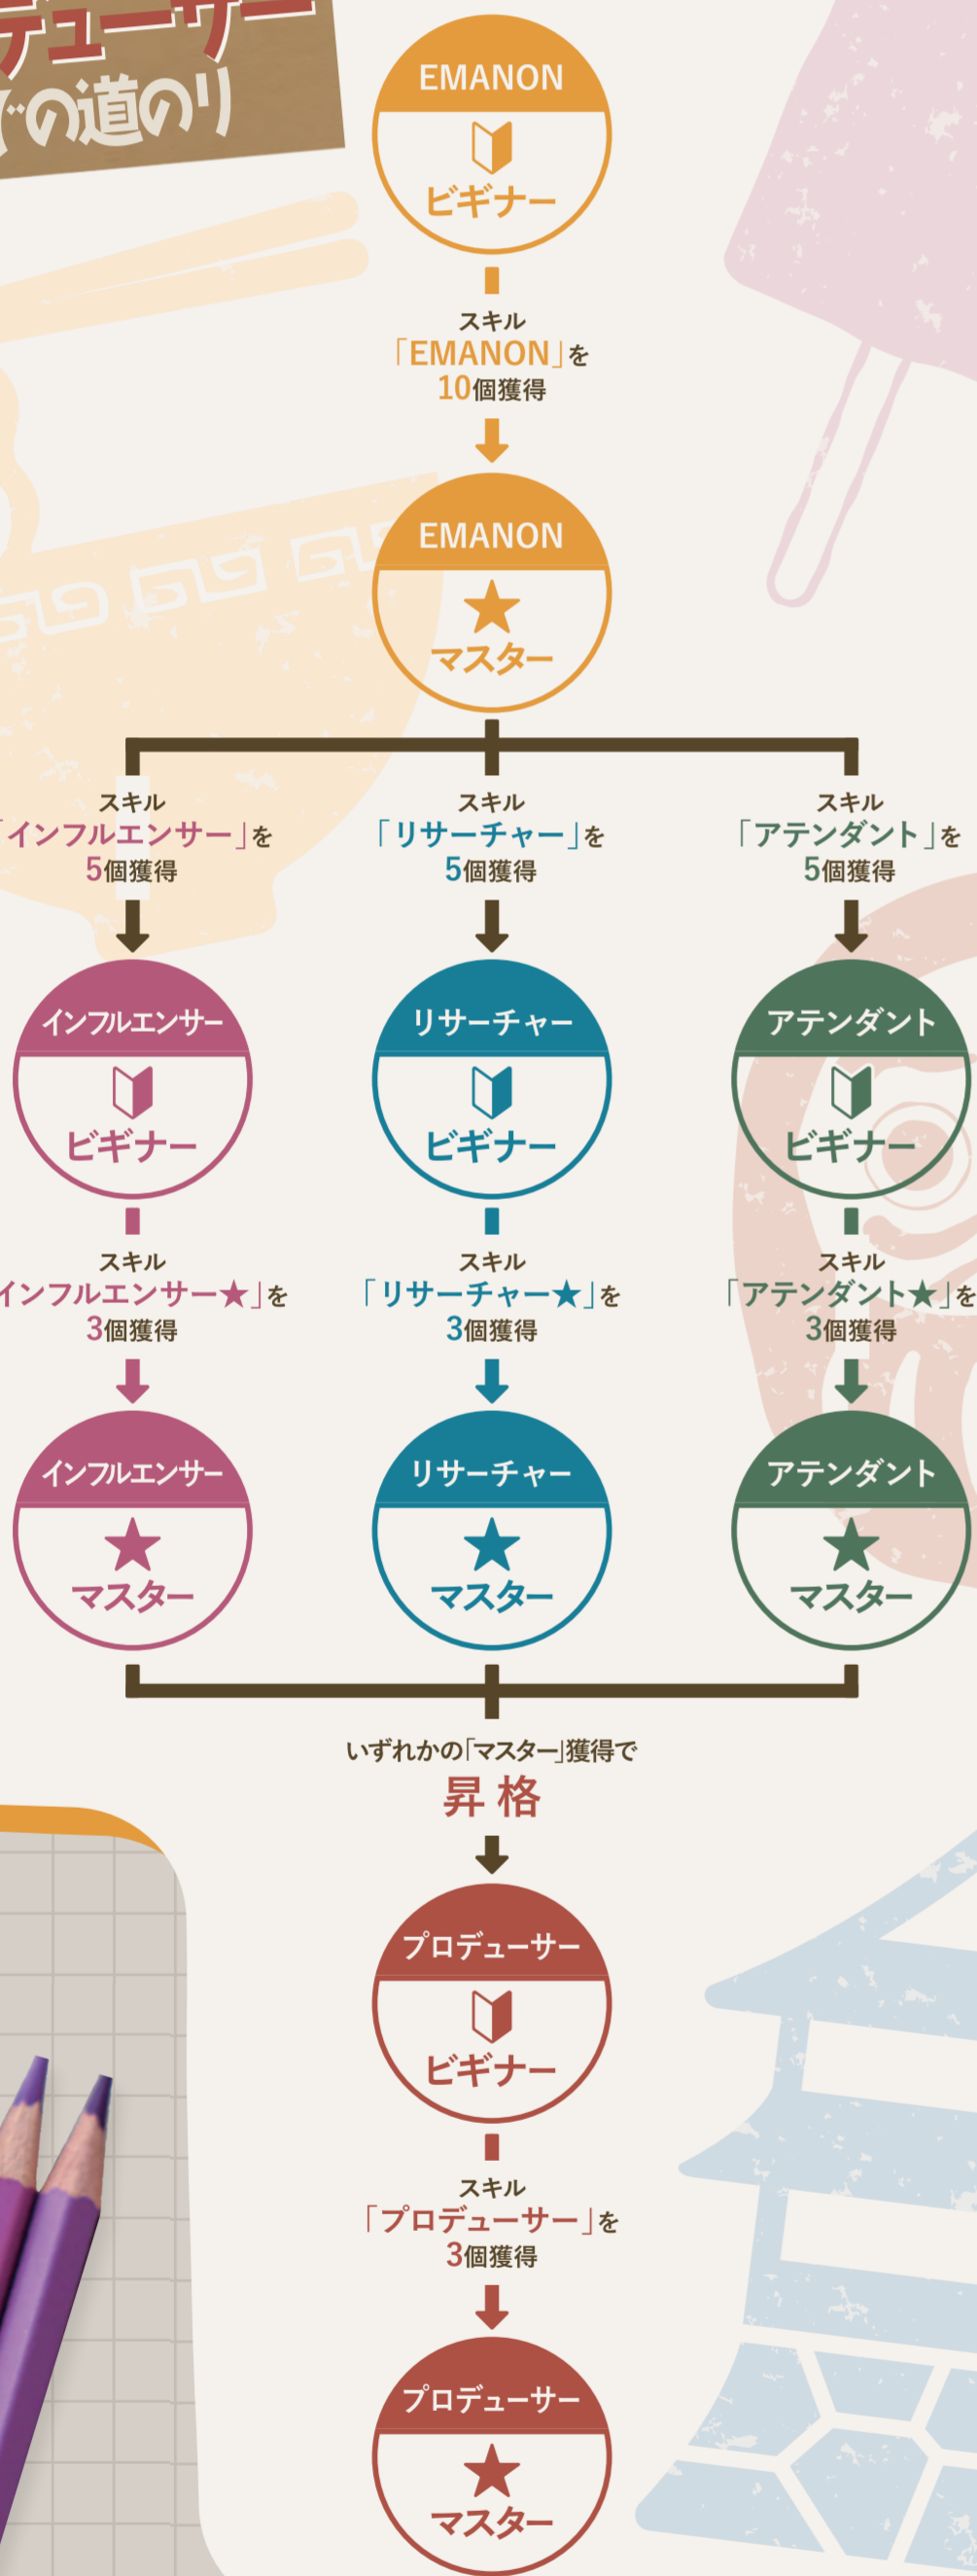 デューサー
の道のり
EMANON
ビギナー
スキル
「EMANON」を
10個獲得
EMANON
マスター
スキル
「インフルエンサー」を
5個獲得
スキル
「リサーチャー」を
5個獲得
スキル
「アテンダント」を
5個獲得
インフルエンサー
ビギナー
リサーチャー
ビギナー
アテンダント
ビギナー
スキル
インフルエンサー★」を
3個獲得
スキル
「リサーチャー★」を
3個獲得
スキル
「アテンダント★」を
3個獲得
インフルエンサー
マスター
リサーチャー
マスター
アテンダント
マスター
いずれかの「マスター」獲得で
昇格
プロデューサー
ビギナー
スキル
「プロデューサー」を
3個獲得
プロデューサー
マスター